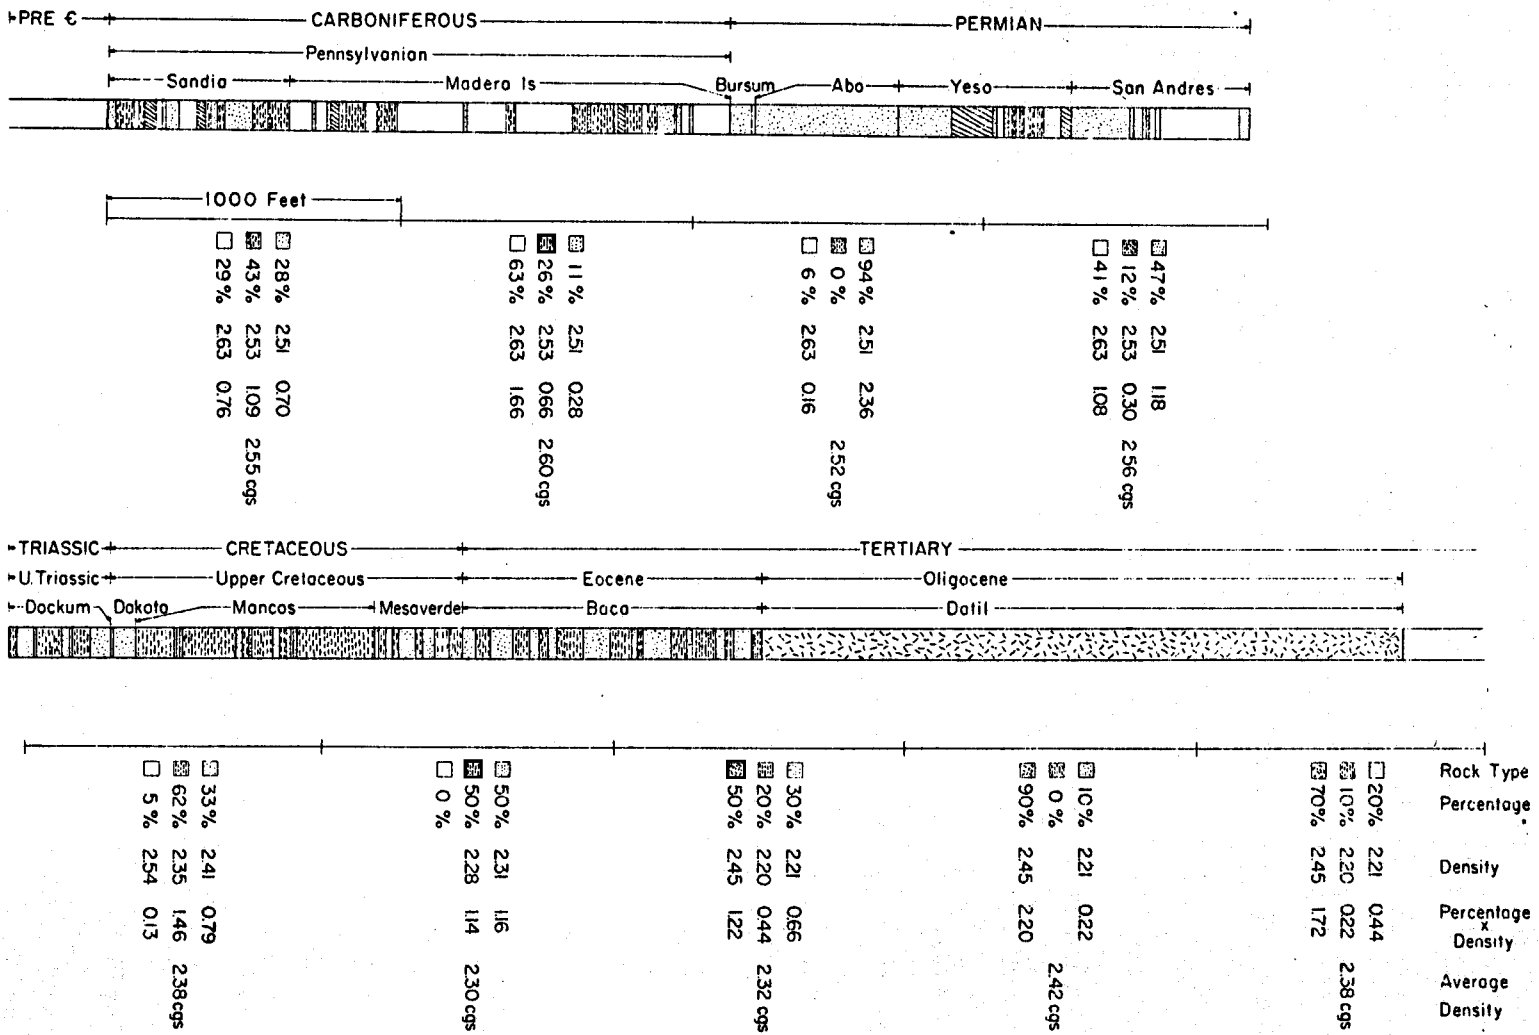 PRE Є CARBONIFEROUS PERMIAN
Pennsylvanian
Sandia Madera ls Bursum Abo Yeso San Andres
1000 Feet
28% 2.51 0.70
43% 2.53 1.09 2.55 cgs
29% 2.63 0.76
11% 2.51 0.28
26% 2.53 0.66 2.60 cgs
63% 2.63 1.66
94% 2.51 2.36
0% 2.52 cgs
6% 2.63 0.16
47% 2.51 1.18
12% 2.53 0.30 2.56 cgs
41% 2.63 1.08
TRIASSIC CRETACEOUS TERTIARY
U. Triassic Upper Cretaceous Eocene Oligocene
Dockum Dakota Mancos Mesaverde Baca Datil
33% 2.41 0.79
62% 2.35 1.46 2.38 cgs
5% 2.54 0.13
50% 2.31 1.16
50% 2.28 1.14 2.30 cgs
0%
30% 2.21 0.66
20% 2.20 0.44 2.32 cgs
50% 2.45 1.22
10% 2.21 0.22
0% 2.42 cgs
90% 2.45 2.20
20% 2.21 0.44
10% 2.20 0.22 2.38 cgs
70% 2.45 1.72
Rock Type
Percentage
Density
Percentage
x
Density
Average
Density